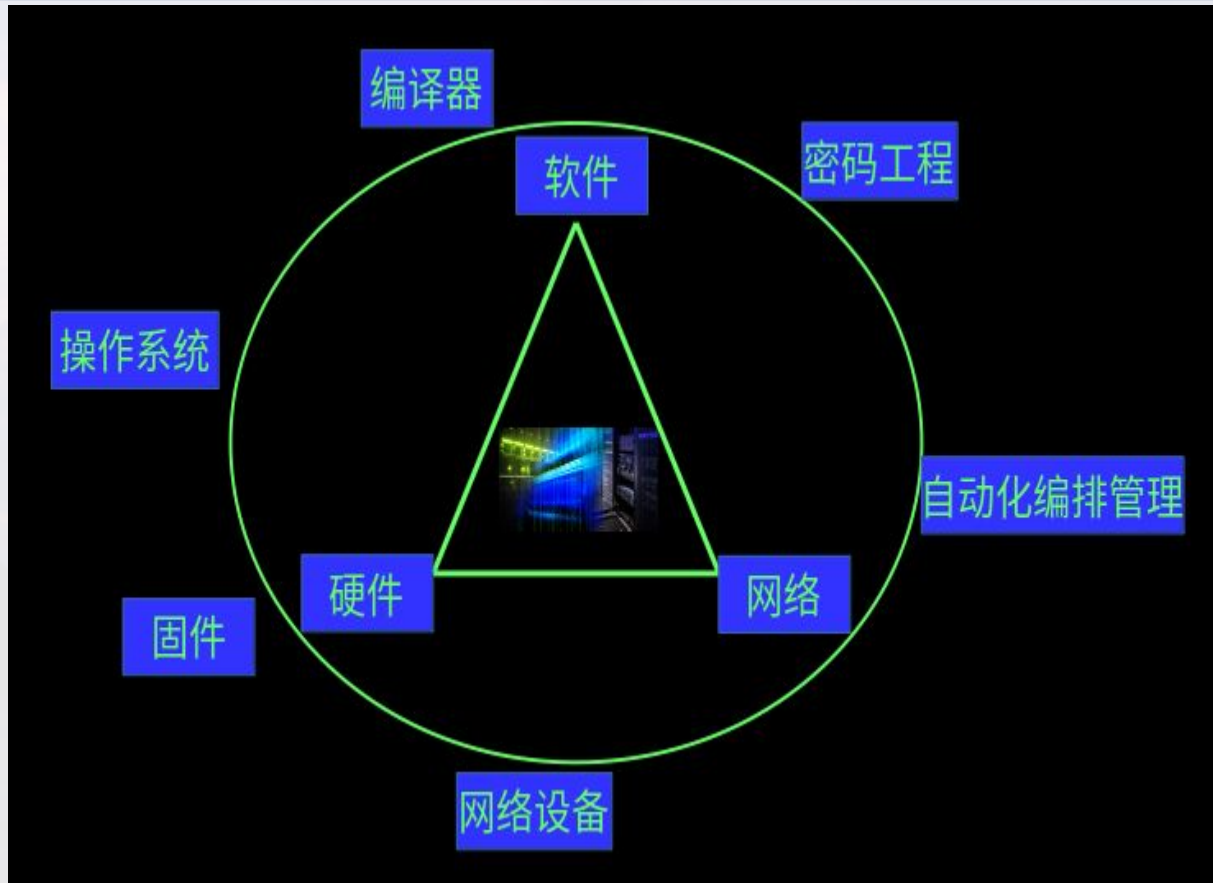 编译器
软件
密码工程
操作系统
自动化编排管理
硬件
网络
固件
网络设备